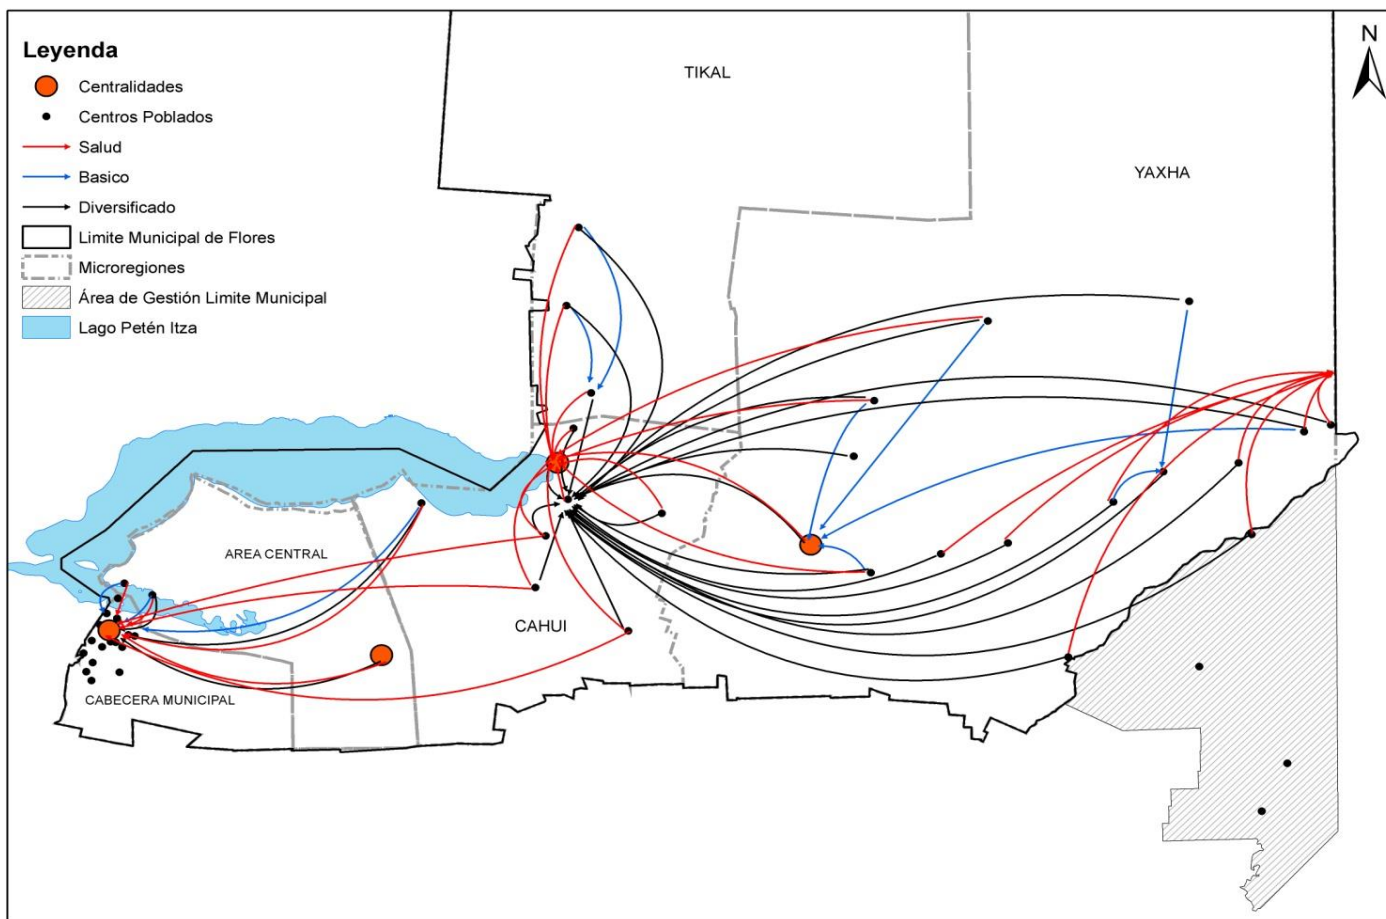 Leyenda
Centralidades
Centros Poblados
Salud
Basico
Diversificado
Limite Municipal de Flores
Microregiones
Área de Gestión Limite Municipal
Lago Petén Itza
N
TIKAL
YAXHA
AREA CENTRAL
CAHUI
CABECERA MUNICIPAL